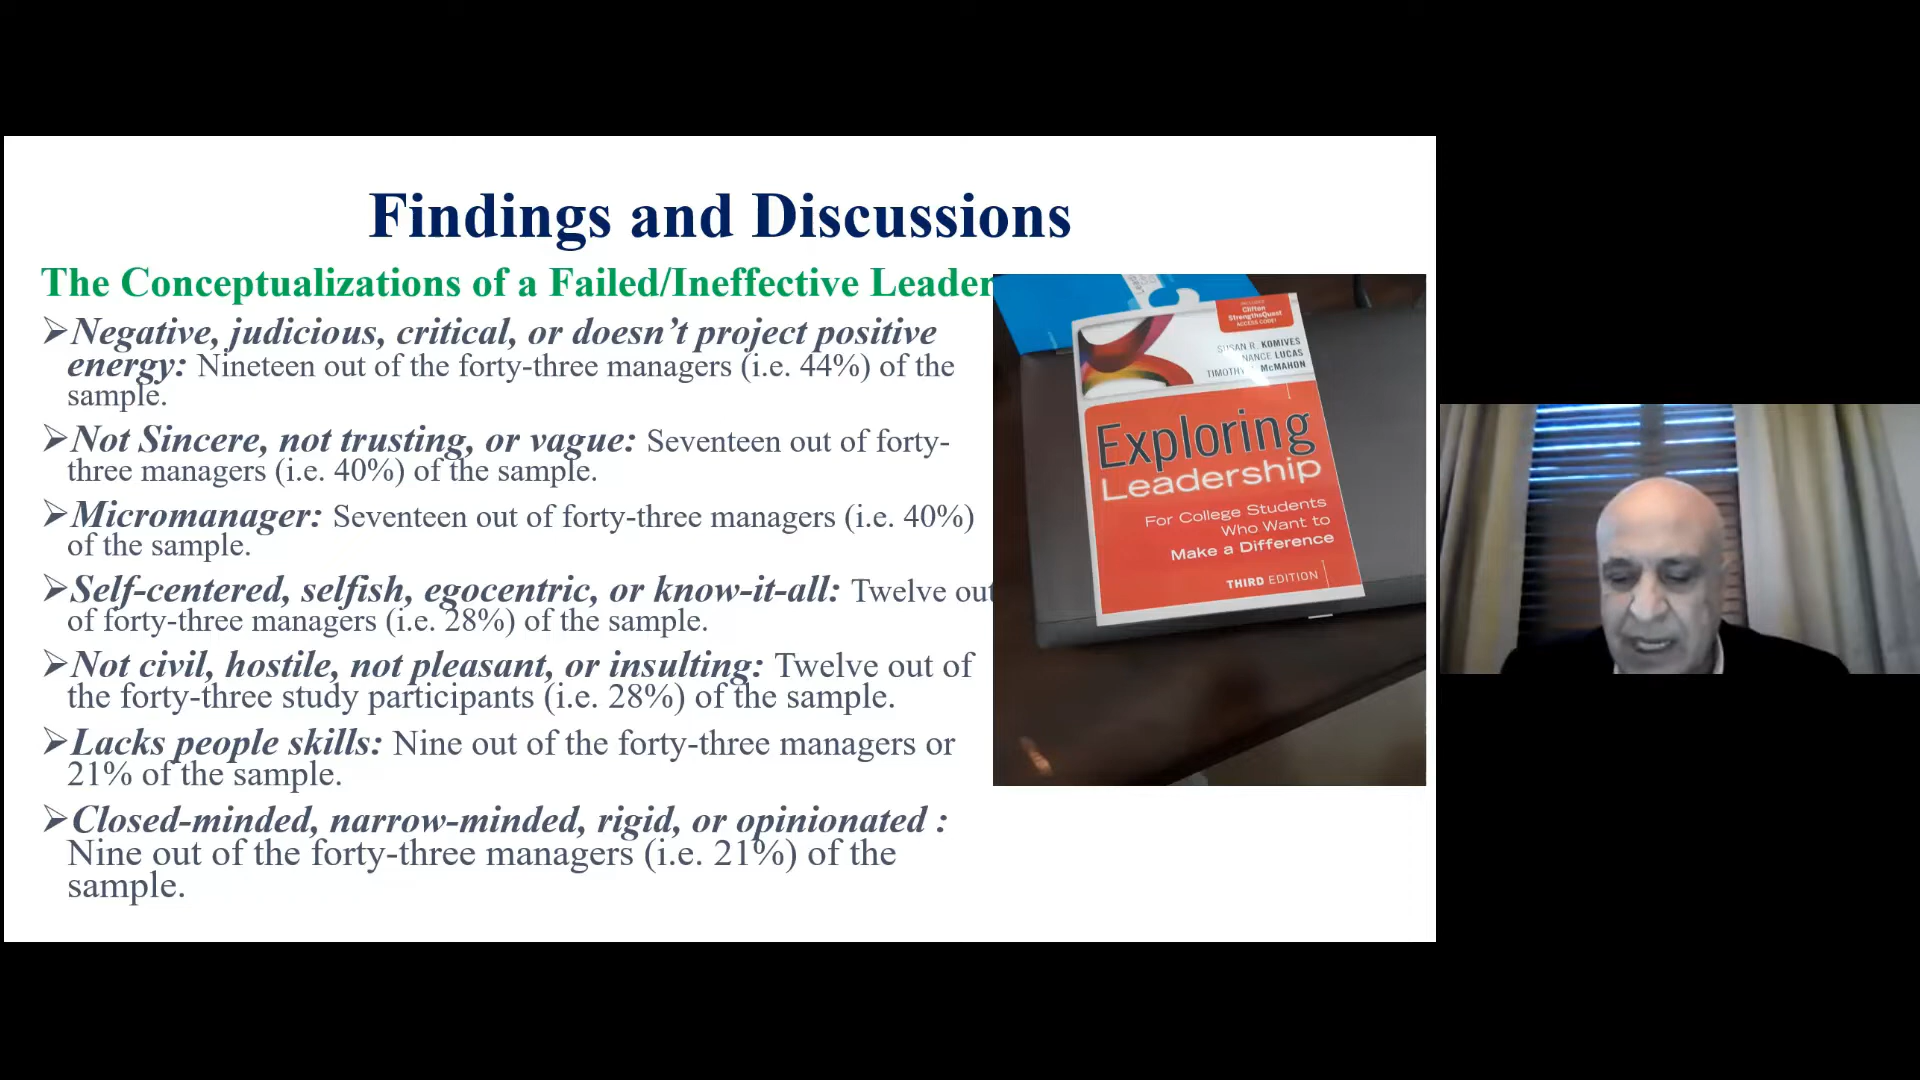 Findings and Discussions
The Conceptualizations of a Failed/Ineffective Leader
➢Negative, judicious, critical, or doesn’t project positive
energy: Nineteen out of the forty-three managers (i.e. 44%) of the
sample.
➢Not Sincere, not trusting, or vague: Seventeen out of forty-
three managers (i.e. 40%) of the sample.
➢Micromanager: Seventeen out of forty-three managers (i.e. 40%)
of the sample.
➢Self-centered, selfish, egocentric, or know-it-all: Twelve out
of forty-three managers (i.e. 28%) of the sample.
➢Not civil, hostile, not pleasant, or insulting: Twelve out of
the forty-three study participants (i.e. 28%) of the sample.
➢Lacks people skills: Nine out of the forty-three managers or
21% of the sample.
➢Closed-minded, narrow-minded, rigid, or opinionated :
Nine out of the forty-three managers (i.e. 21%) of the
sample.
Clifton
StrengthsQuest
ACCESS CODE!
SUSAN R. KOMIVES
NANCE LUCAS
TIMOTHY McMAHON
Exploring
Leadership
For College Students
Who Want to
Make a Difference
THIRD EDITION